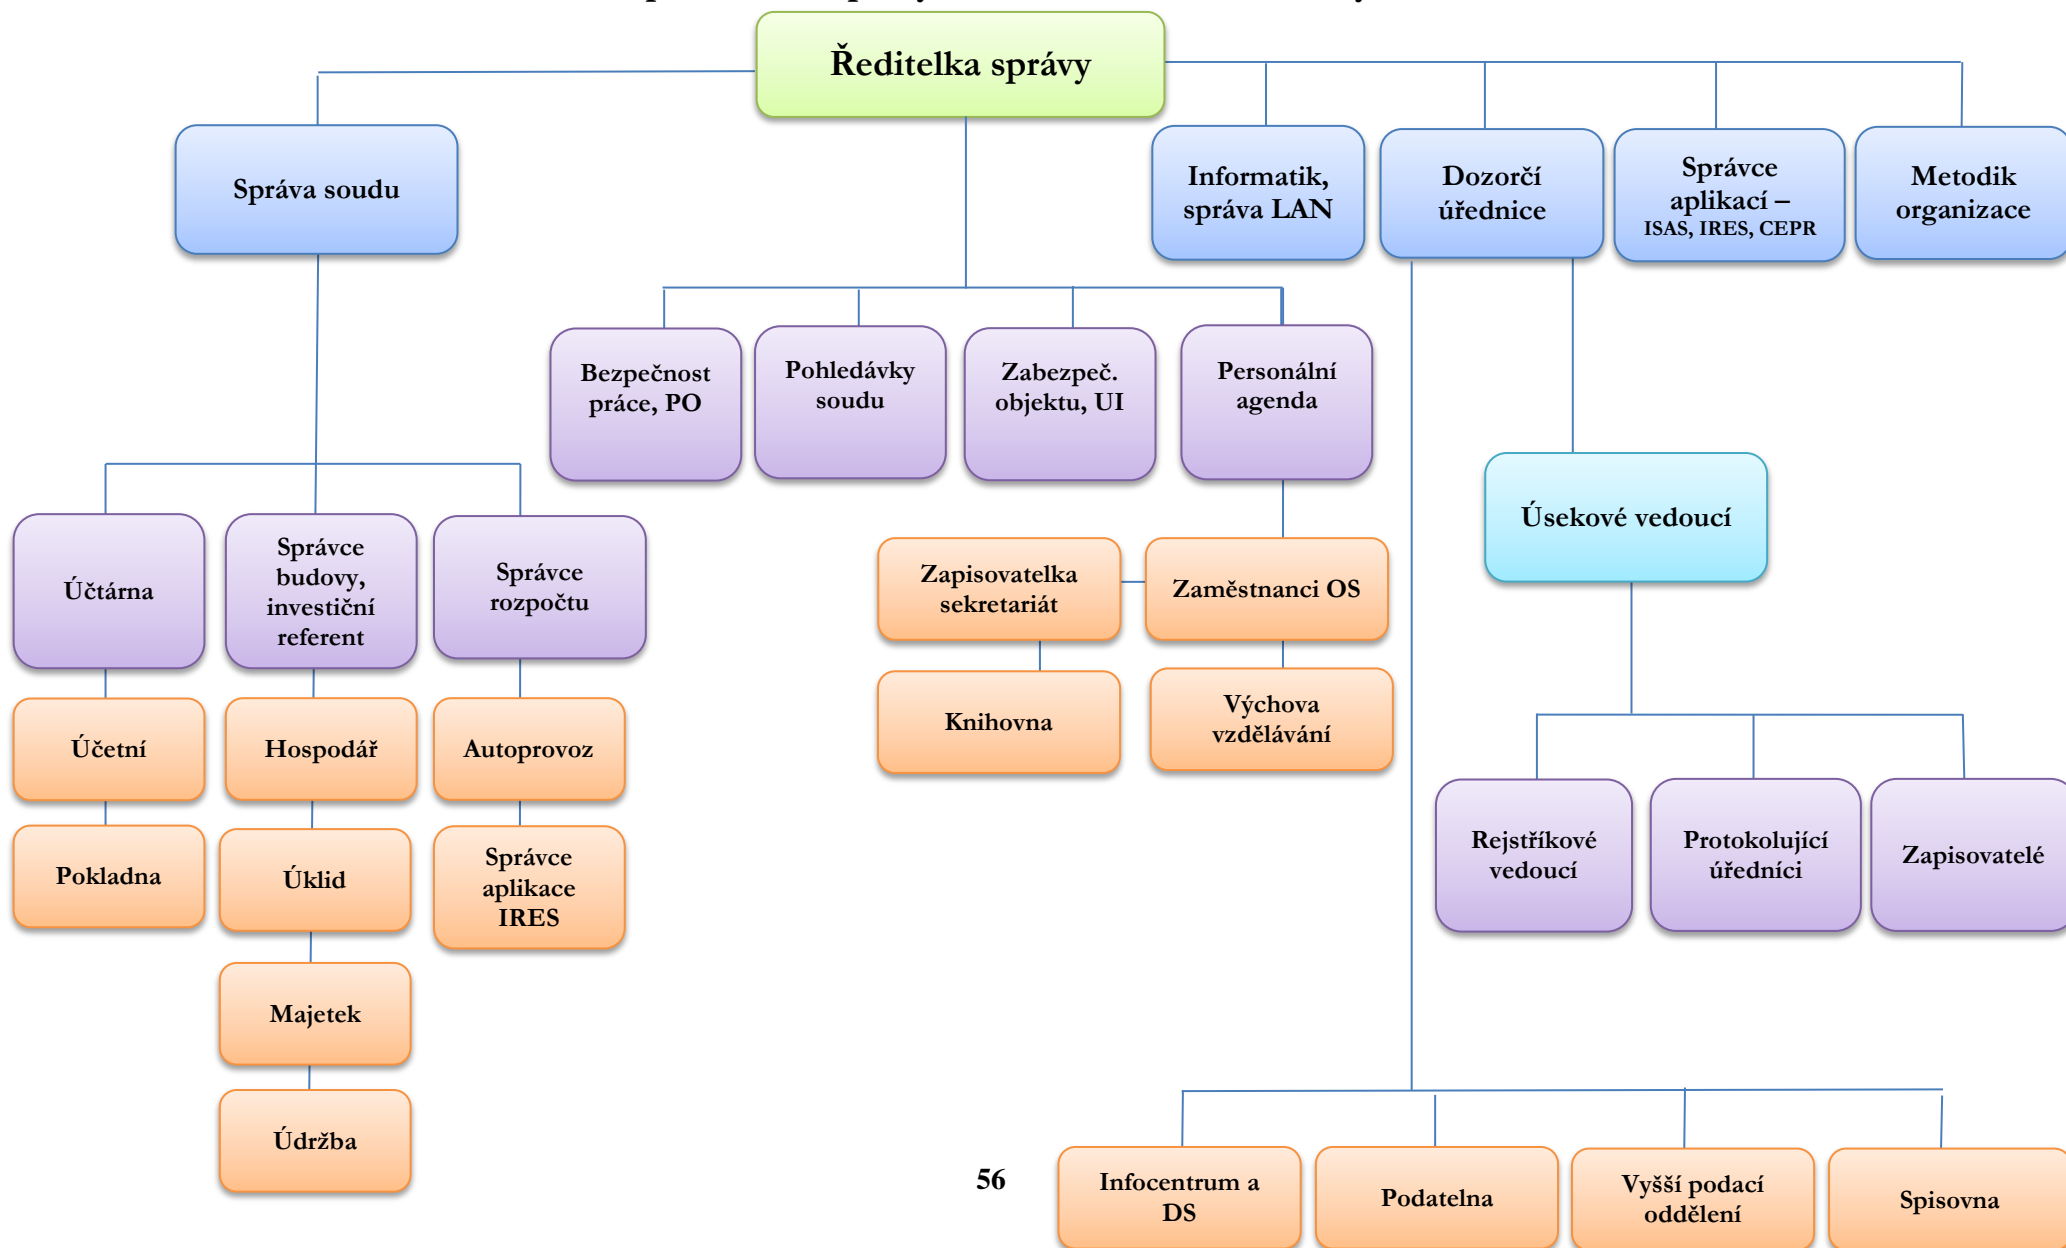 Ředitelka správy
Správa soudu
Informatik,
správa LAN
Dozorčí
úřednice
Správce
aplikací –
ISAS, IRES, CEPR
Metodik
organizace
Bezpečnost
práce, PO
Pohledávky
soudu
Zabezpeč.
objektu, UI
Personální
agenda
Účtárna
Správce
budovy,
investiční
referent
Správce
rozpočtu
Zapisovatelka
sekretariát
Zaměstnanci OS
Úsekové vedoucí
Účetní
Hospodář
Autoprovoz
Knihovna
Výchova
vzdělávání
Pokladna
Úklid
Správce
aplikace
IRES
Rejstříkové
vedoucí
Protokolující
úředníci
Zapisovatelé
Majetek
Údržba
56
Infocentrum a
DS
Podatelna
Vyšší podací
oddělení
Spisovna